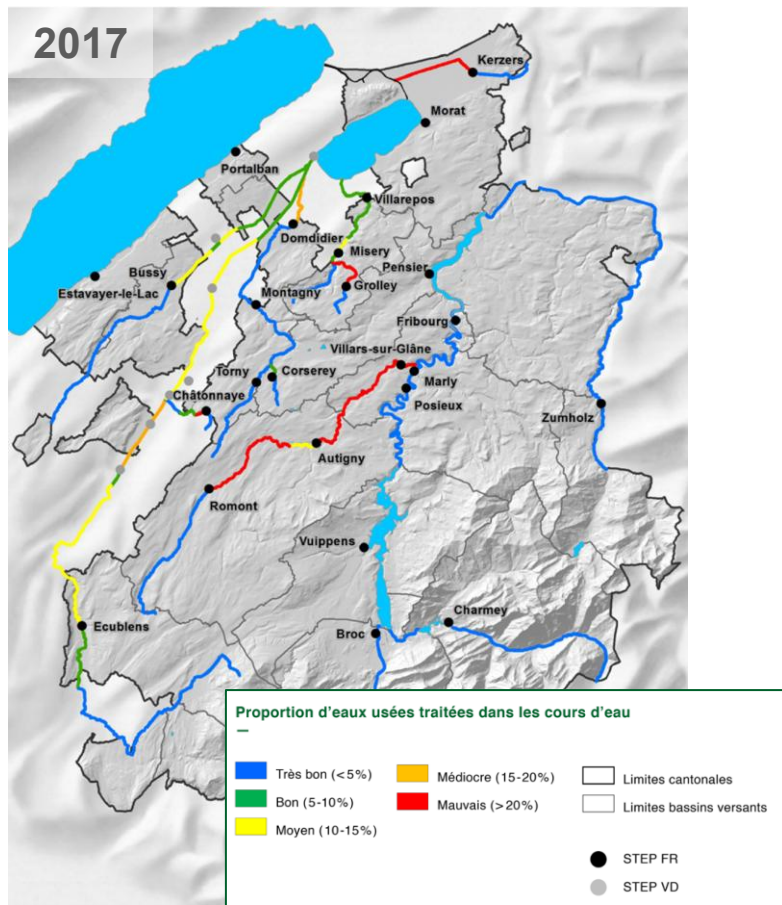 2017
Kerzers
Morat
Portalban
Villarepos
Domdidier
Misery
Bussy
Pensier
Estavayer-le-Lac
Grolley
Montagny
Fribourg
Villars-sur-Glâne
Torny
Corserey
Marly
Châtonnaye
Posieux
Zumholz
Autigny
Romont
Vuippens
Charmey
Ecublens
Broc
Proportion d'eaux usées traitées dans les cours d'eau
—
Très bon (<5%)
Médiocre (15-20%)
Limites cantonales
Bon (5-10%)
Mauvais (>20%)
Limites bassins versants
Moyen (10-15%)
STEP FR
STEP VD